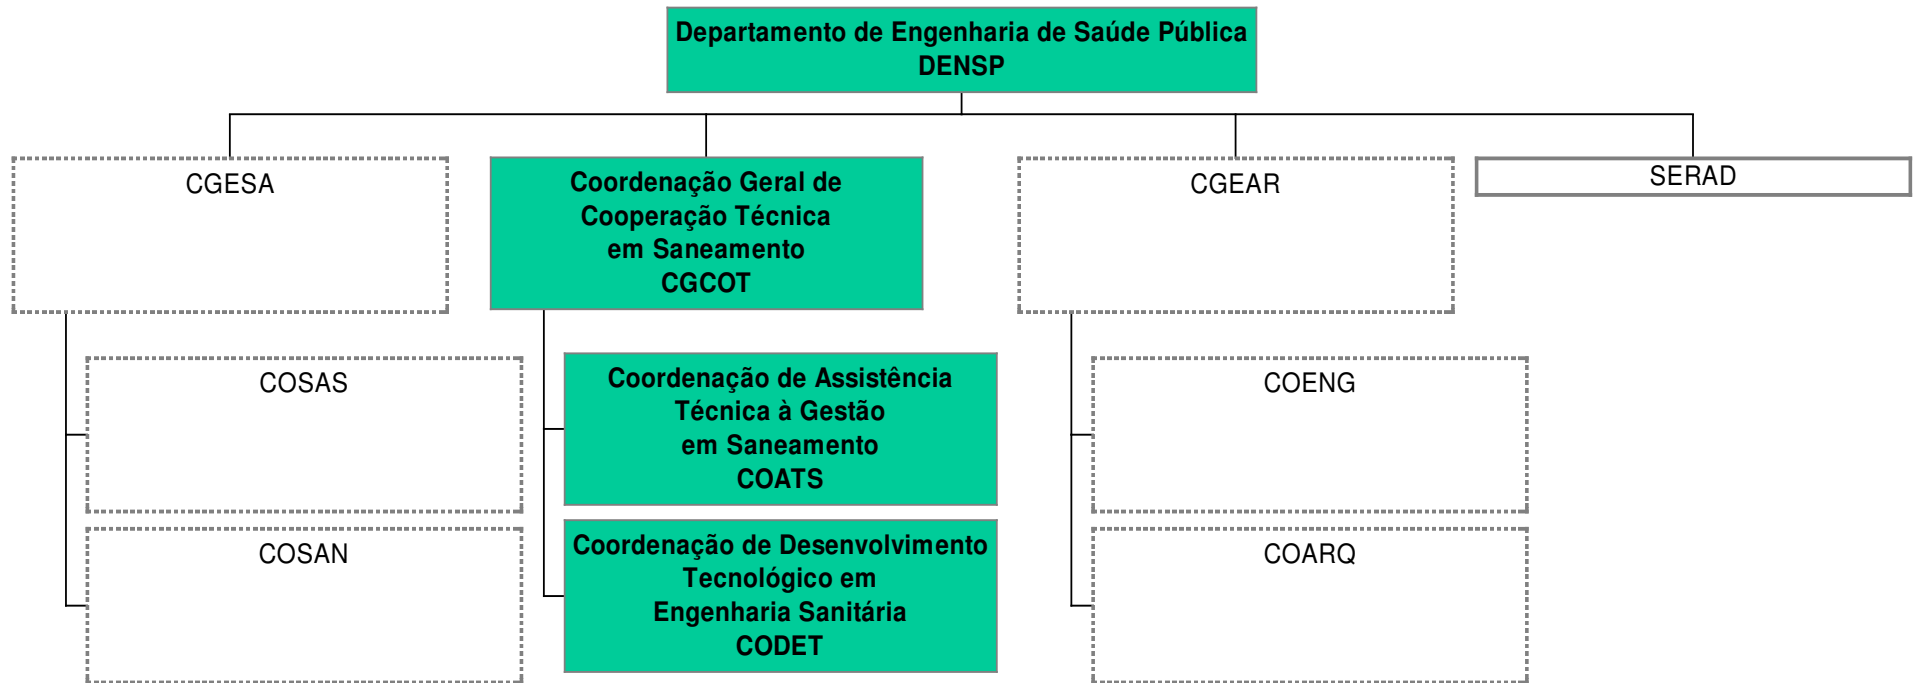 Departamento de Engenharia de Saúde Pública
DENSP
CGESA
Coordenação Geral de
Cooperação Técnica
em Saneamento
CGCOT
CGEAR
SERAD
COSAS
COSAN
Coordenação de Assistência
Técnica à Gestão
em Saneamento
COATS
Coordenação de Desenvolvimento
Tecnológico em
Engenharia Sanitária
CODET
COENG
COARQ